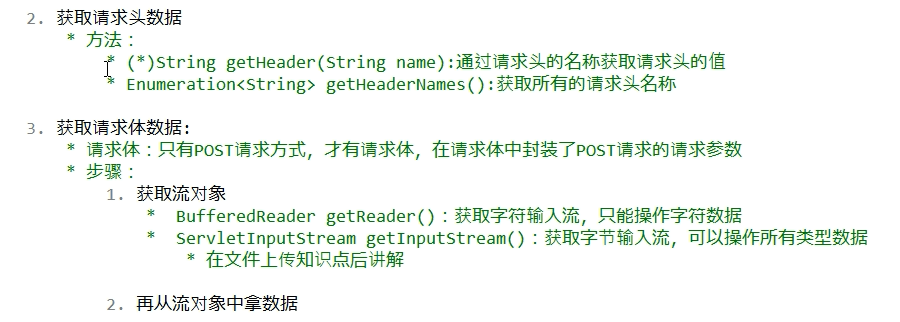 2. 获取请求头数据
* 方法：
* (*)String getHeader(String name):通过请求头的名称获取请求头的值
* Enumeration<String> getHeaderNames():获取所有的请求头名称
3. 获取请求体数据:
* 请求体：只有POST请求方式，才有请求体，在请求体中封装了POST请求的请求参数
* 步骤：
1. 获取流对象
* BufferedReader getReader()：获取字符输入流，只能操作字符数据
* ServletInputStream getInputStream()：获取字节输入流，可以操作所有类型数据
* 在文件上传知识点后讲解
2. 再从流对象中拿数据